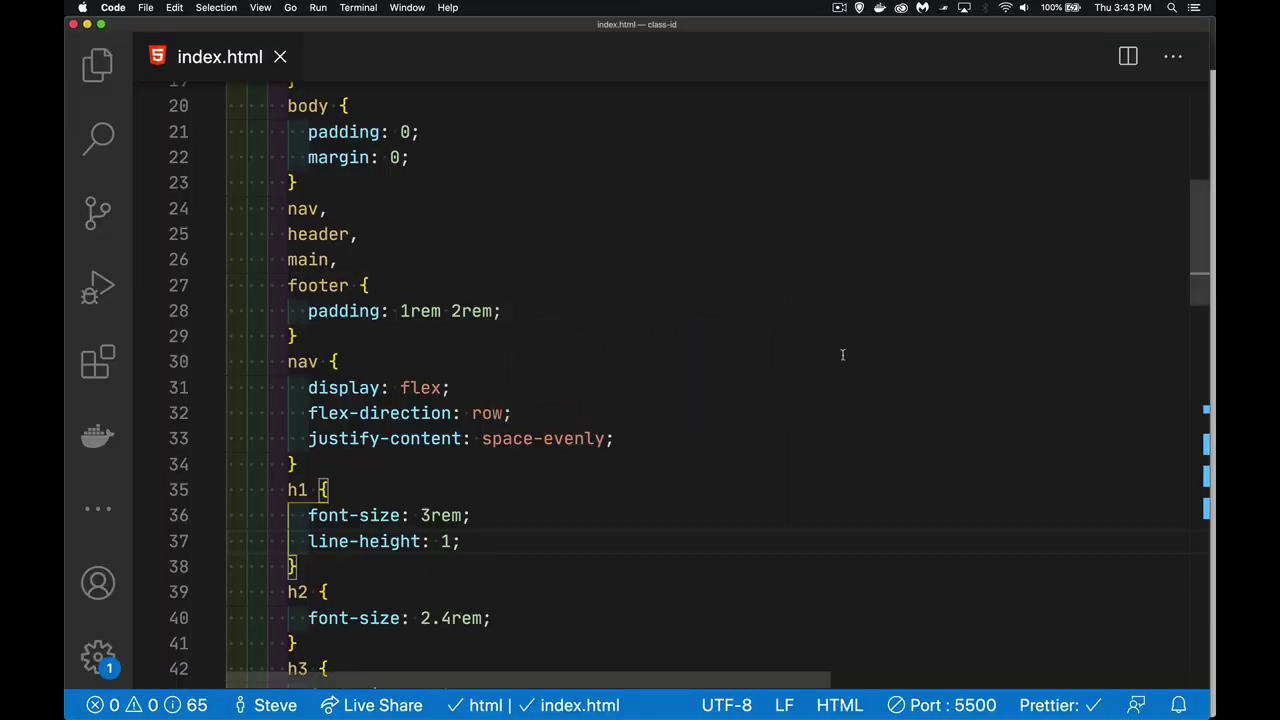 Code File Edit Selection View Go Run Terminal Window Help 100% Thu 3:43 PM
index.html — class-id
index.html
19 }
20 body {
21 padding: 0;
22 margin: 0;
23 }
24 nav,
25 header,
26 main,
27 footer {
28 padding: 1rem 2rem;
29 }
30 nav {
31 display: flex;
32 flex-direction: row;
33 justify-content: space-evenly;
34 }
35 h1 {
36 font-size: 3rem;
37 line-height: 1;
38 }
39 h2 {
40 font-size: 2.4rem;
41 }
42 h3 {
1
0 0 65 Steve Live Share html index.html UTF-8 LF HTML Port : 5500 Prettier: